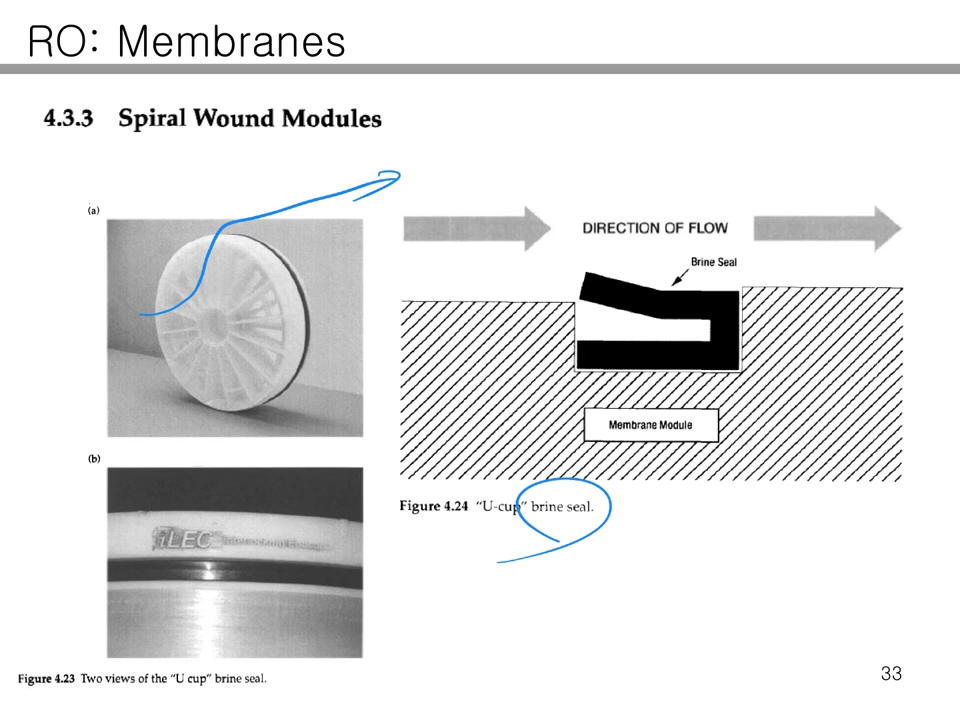 RO: Membranes
4.3.3 Spiral Wound Modules
(a)
DIRECTION OF FLOW
Brine Seal
Membrane Module
(b)
iLEC
Figure 4.24 "U-cup" brine seal.
Figure 4.23 Two views of the "U cup" brine seal.
33